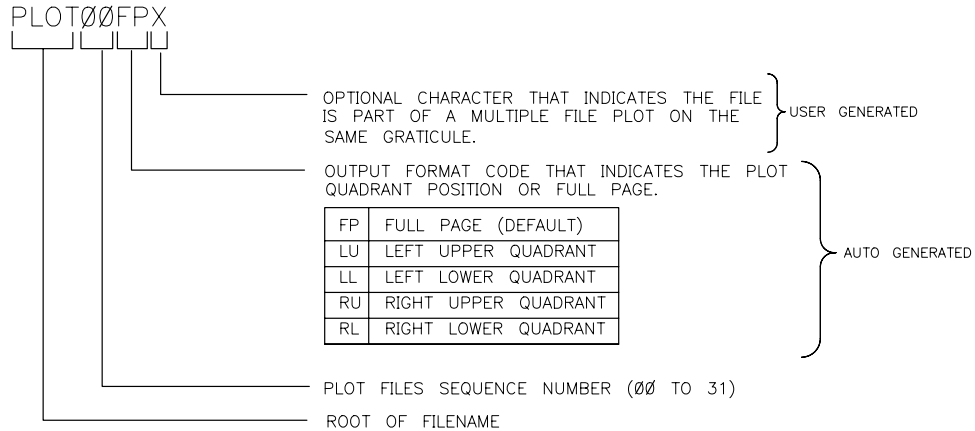 PLOTØØFPX
OPTIONAL CHARACTER THAT INDICATES THE FILE
IS PART OF A MULTIPLE FILE PLOT ON THE
SAME GRATICULE.
USER GENERATED
OUTPUT FORMAT CODE THAT INDICATES THE PLOT
QUADRANT POSITION OR FULL PAGE.
FP FULL PAGE (DEFAULT)
LU LEFT UPPER QUADRANT
LL LEFT LOWER QUADRANT
RU RIGHT UPPER QUADRANT
RL RIGHT LOWER QUADRANT
AUTO GENERATED
PLOT FILES SEQUENCE NUMBER (ØØ TO 31)
ROOT OF FILENAME